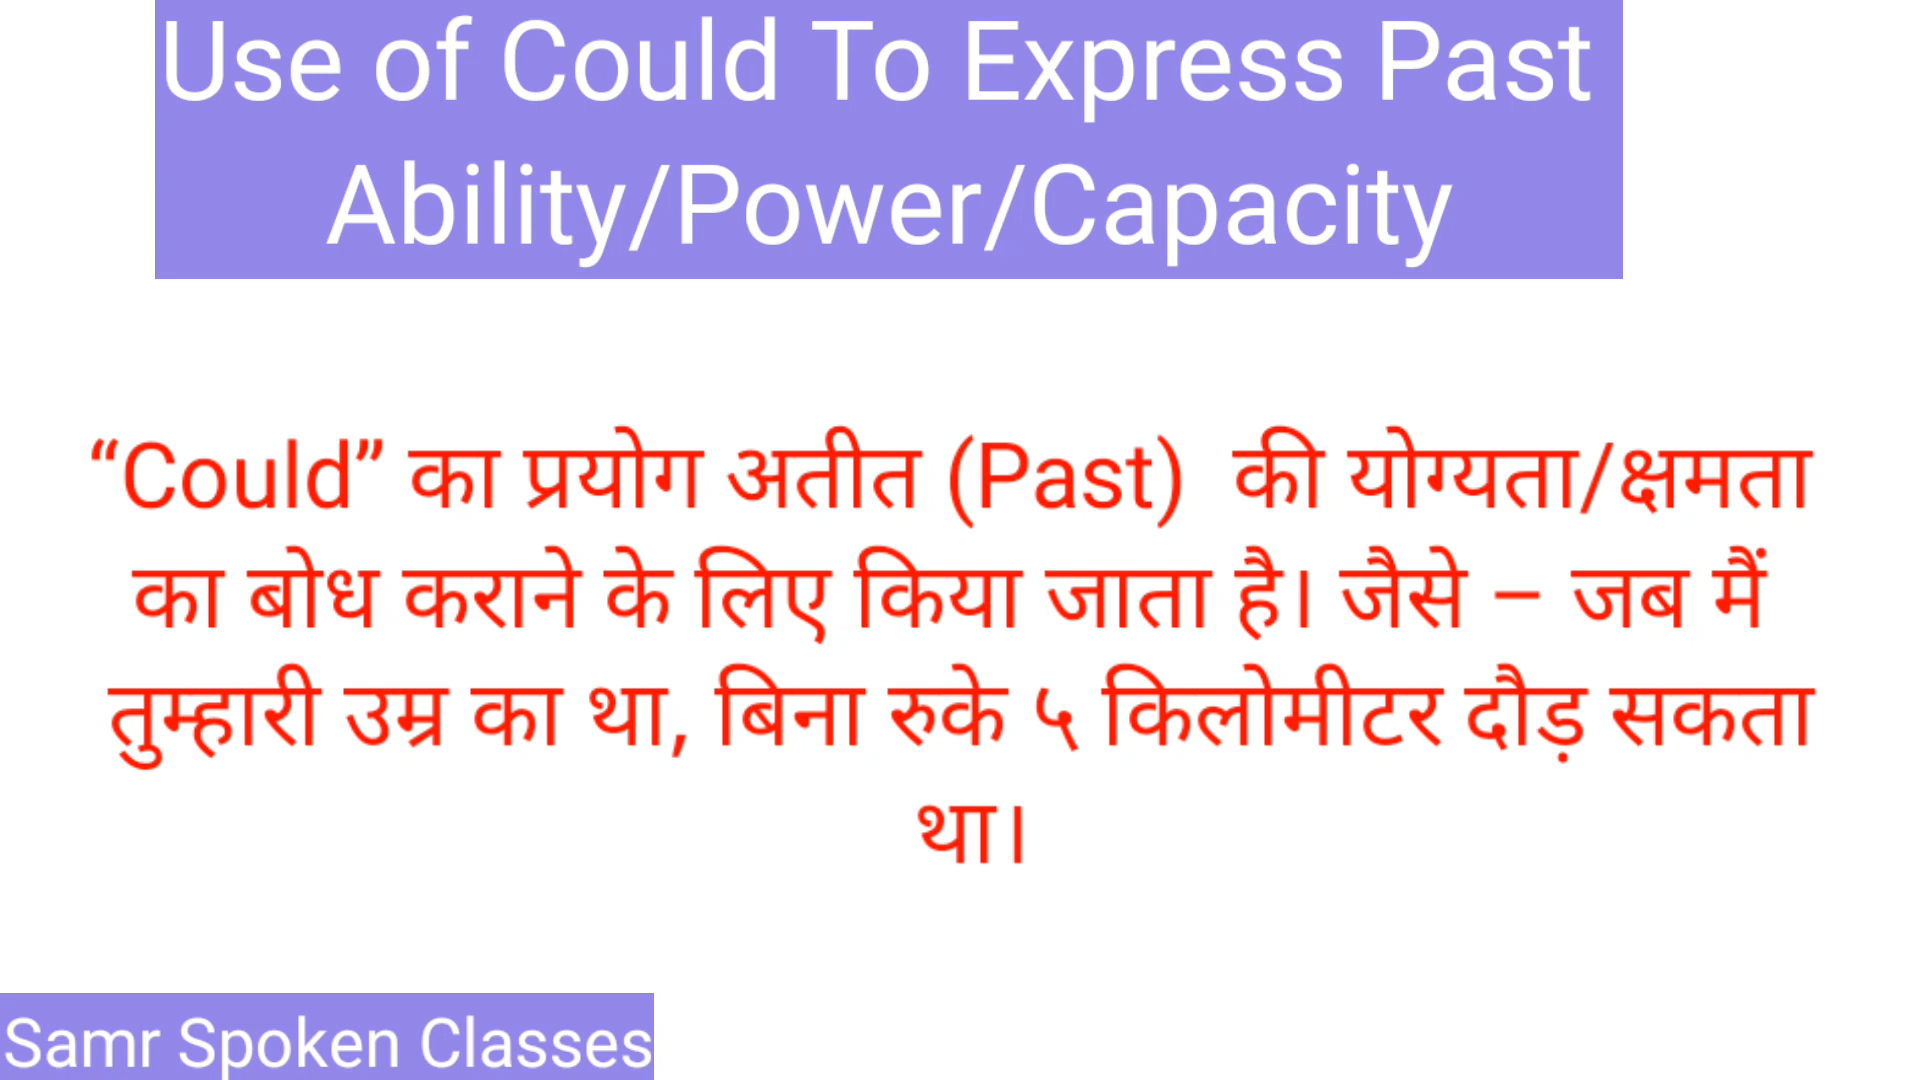 Use of Could To Express Past
Ability/Power/Capacity
“Could” का प्रयोग अतीत (Past) की योग्यता/क्षमता
का बोध कराने के लिए किया जाता है। जैसे – जब मैं
तुम्हारी उम्र का था, बिना रुके ५ किलोमीटर दौड़ सकता
था।
Samr Spoken Classes